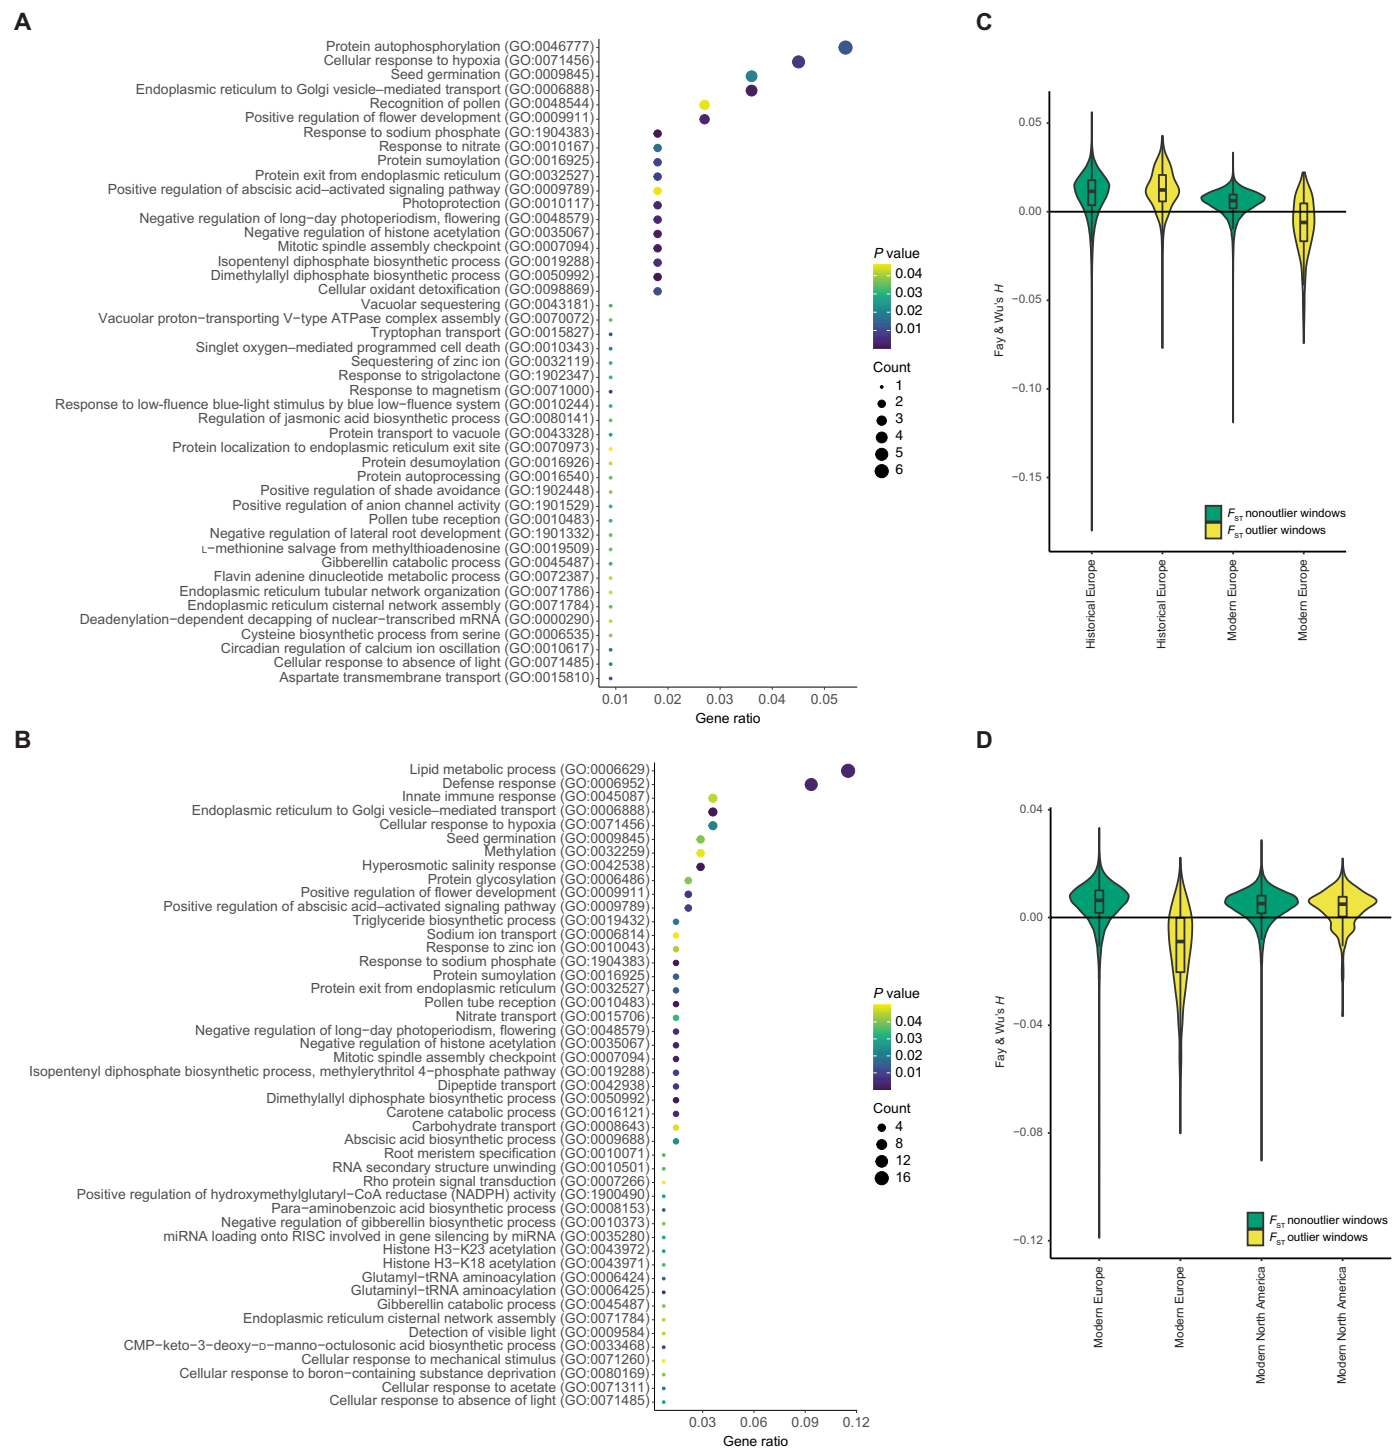 A
Protein autophosphorylation (GO:0046777)
Cellular response to hypoxia (GO:0071456)
Seed germination (GO:0009845)
Endoplasmic reticulum to Golgi vesicle−mediated transport (GO:0006888)
Recognition of pollen (GO:0048544)
Positive regulation of flower development (GO:0009911)
Response to sodium phosphate (GO:1904383)
Response to nitrate (GO:0010167)
Protein sumoylation (GO:0016925)
Protein exit from endoplasmic reticulum (GO:0032527)
Positive regulation of abscisic acid–activated signaling pathway (GO:0009789)
Photoprotection (GO:0010117)
Negative regulation of long−day photoperiodism, flowering (GO:0048579)
Negative regulation of histone acetylation (GO:0035067)
Mitotic spindle assembly checkpoint (GO:0007094)
Isopentenyl diphosphate biosynthetic process (GO:0019288)
Dimethylallyl diphosphate biosynthetic process (GO:0050992)
Cellular oxidant detoxification (GO:0098869)
Vacuolar sequestering (GO:0043181)
Vacuolar proton−transporting V−type ATPase complex assembly (GO:0070072)
Tryptophan transport (GO:0015827)
Singlet oxygen–mediated programmed cell death (GO:0010343)
Sequestering of zinc ion (GO:0032119)
Response to strigolactone (GO:1902347)
Response to magnetism (GO:0071000)
Response to low-fluence blue-light stimulus by blue low−fluence system (GO:0010244)
Regulation of jasmonic acid biosynthetic process (GO:0080141)
Protein transport to vacuole (GO:0043328)
Protein localization to endoplasmic reticulum exit site (GO:0070973)
Protein desumoylation (GO:0016926)
Protein autoprocessing (GO:0016540)
Positive regulation of shade avoidance (GO:1902448)
Positive regulation of anion channel activity (GO:1901529)
Pollen tube reception (GO:0010483)
Negative regulation of lateral root development (GO:1901332)
L−methionine salvage from methylthioadenosine (GO:0019509)
Gibberellin catabolic process (GO:0045487)
Flavin adenine dinucleotide metabolic process (GO:0072387)
Endoplasmic reticulum tubular network organization (GO:0071786)
Endoplasmic reticulum cisternal network assembly (GO:0071784)
Deadenylation−dependent decapping of nuclear−transcribed mRNA (GO:0000290)
Cysteine biosynthetic process from serine (GO:0006535)
Circadian regulation of calcium ion oscillation (GO:0010617)
Cellular response to absence of light (GO:0071485)
Aspartate transmembrane transport (GO:0015810)
0.01 0.02 0.03 0.04 0.05
Gene ratio
P value
0.04
0.03
0.02
0.01
Count
1
2
3
4
5
6
B
Lipid metabolic process (GO:0006629)
Defense response (GO:0006952)
Innate immune response (GO:0045087)
Endoplasmic reticulum to Golgi vesicle–mediated transport (GO:0006888)
Cellular response to hypoxia (GO:0071456)
Seed germination (GO:0009845)
Methylation (GO:0032259)
Hyperosmotic salinity response (GO:0042538)
Protein glycosylation (GO:0006486)
Positive regulation of flower development (GO:0009911)
Positive regulation of abscisic acid–activated signaling pathway (GO:0009789)
Triglyceride biosynthetic process (GO:0019432)
Sodium ion transport (GO:0006814)
Response to zinc ion (GO:0010043)
Response to sodium phosphate (GO:1904383)
Protein sumoylation (GO:0016925)
Protein exit from endoplasmic reticulum (GO:0032527)
Pollen tube reception (GO:0010483)
Nitrate transport (GO:0015706)
Negative regulation of long−day photoperiodism, flowering (GO:0048579)
Negative regulation of histone acetylation (GO:0035067)
Mitotic spindle assembly checkpoint (GO:0007094)
Isopentenyl diphosphate biosynthetic process, methylerythritol 4−phosphate pathway (GO:0019288)
Dipeptide transport (GO:0042938)
Dimethylallyl diphosphate biosynthetic process (GO:0050992)
Carotene catabolic process (GO:0016121)
Carbohydrate transport (GO:0008643)
Abscisic acid biosynthetic process (GO:0009688)
Root meristem specification (GO:0010071)
RNA secondary structure unwinding (GO:0010501)
Rho protein signal transduction (GO:0007266)
Positive regulation of hydroxymethylglutaryl−CoA reductase (NADPH) activity (GO:1900490)
Para−aminobenzoic acid biosynthetic process (GO:0008153)
Negative regulation of gibberellin biosynthetic process (GO:0010373)
miRNA loading onto RISC involved in gene silencing by miRNA (GO:0035280)
Histone H3−K23 acetylation (GO:0043972)
Histone H3−K18 acetylation (GO:0043971)
Glutamyl−tRNA aminoacylation (GO:0006424)
Glutaminyl−tRNA aminoacylation (GO:0006425)
Gibberellin catabolic process (GO:0045487)
Endoplasmic reticulum cisternal network assembly (GO:0071784)
Detection of visible light (GO:0009584)
CMP−keto−3−deoxy−D−manno−octulosonic acid biosynthetic process (GO:0033468)
Cellular response to mechanical stimulus (GO:0071260)
Cellular response to boron−containing substance deprivation (GO:0080169)
Cellular response to acetate (GO:0071311)
Cellular response to absence of light (GO:0071485)
0.03 0.06 0.09 0.12
Gene ratio
P value
0.04
0.03
0.02
0.01
Count
4
8
12
16
C
Fay & Wu's H
0.05
0.00
−0.05
−0.10
−0.15
FST nonoutlier windows
FST outlier windows
Historical Europe
Historical Europe
Modern Europe
Modern Europe
D
Fay & Wu's H
0.04
0.00
−0.04
−0.08
−0.12
FST nonoutlier windows
FST outlier windows
Modern Europe
Modern Europe
Modern North America
Modern North America